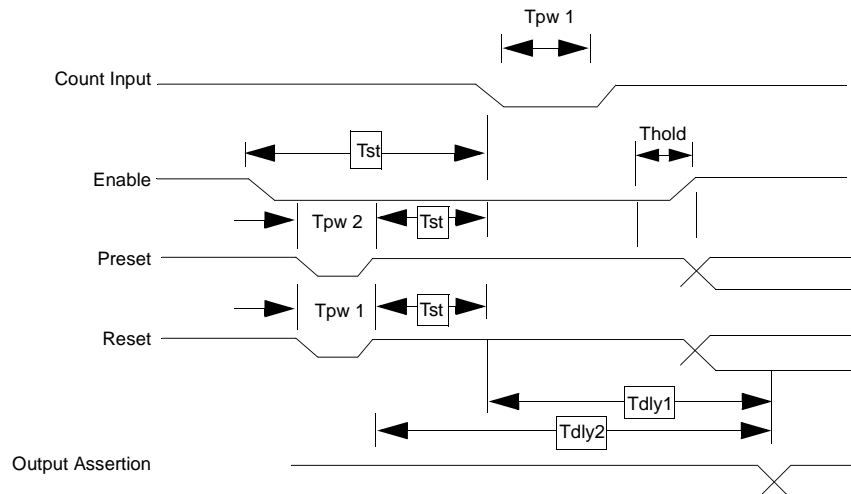 Tpw 1
Count Input
Thold
Tst
Enable
Tpw 2
Tst
Preset
Tpw 1
Tst
Reset
Tdly1
Tdly2
Output Assertion